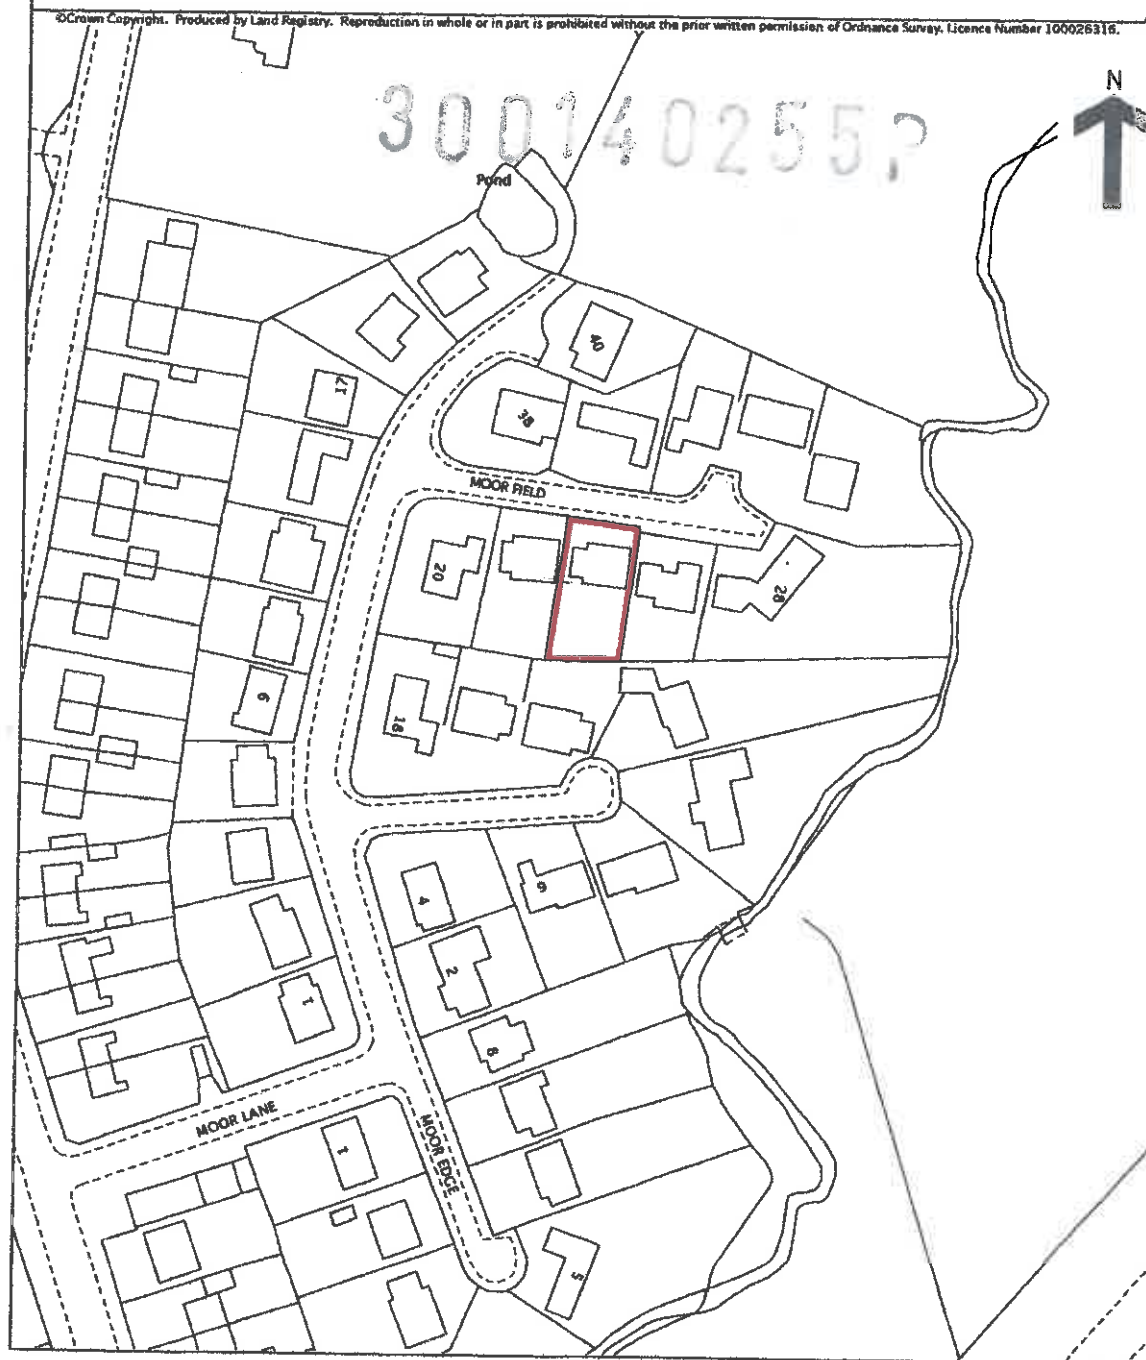 ©Crown Copyright. Produced by Land Registry. Reproduction in whole or in part is prohibited without the prior written permission of Ordnance Survey. Licence Number 100026316.
N
300140255P
Pond
40
17
38
MOOR FIELD
20
28
9
18
4
9
2
1
8
MOOR LANE
MOOR EDGE
1
5